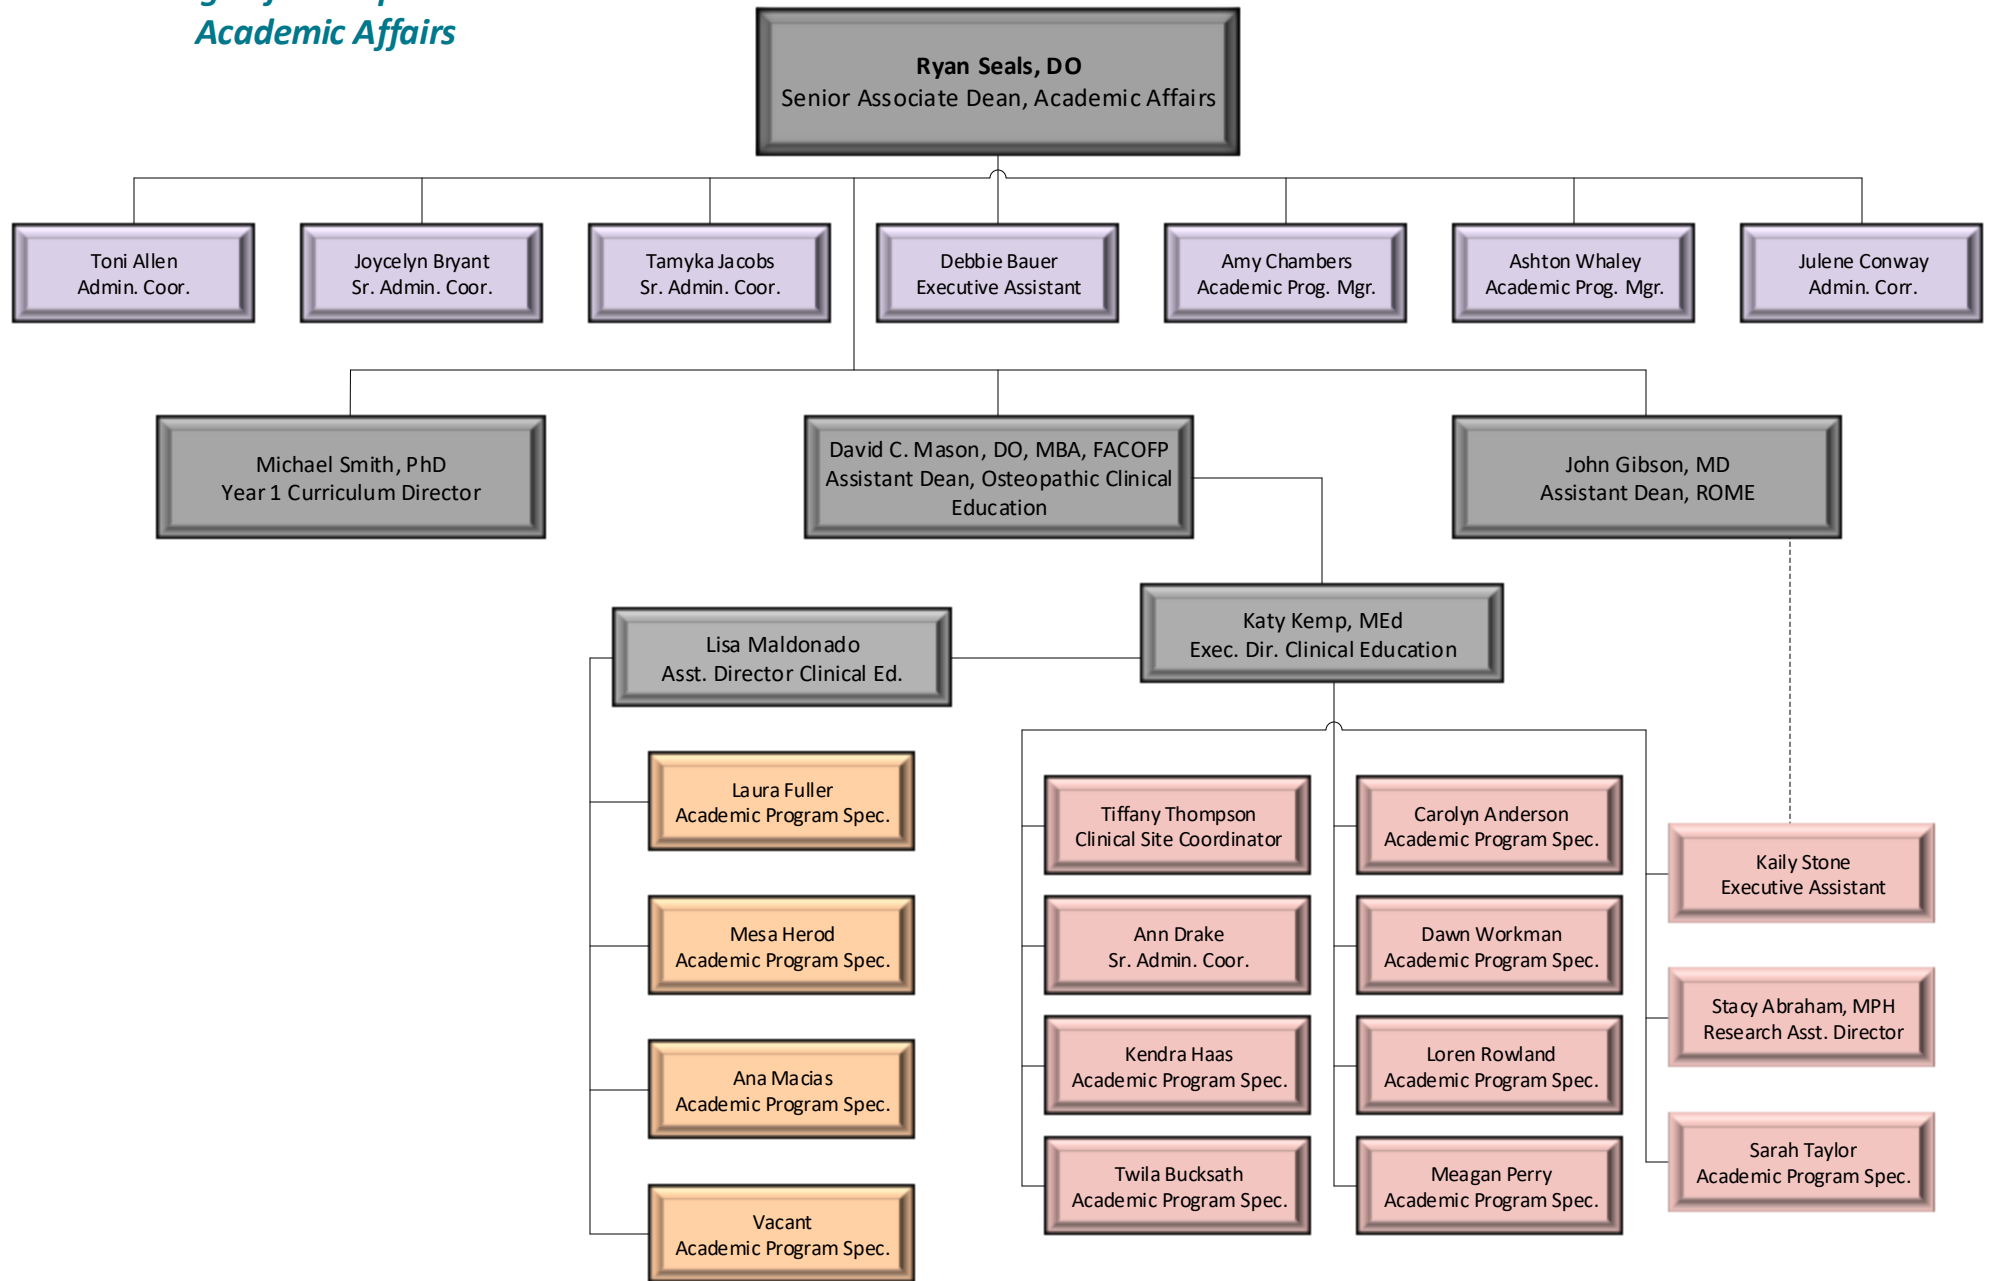 Academic Affairs
Ryan Seals, DO
Senior Associate Dean, Academic Affairs
Toni Allen
Admin. Coor.
Joycelyn Bryant
Sr. Admin. Coor.
Tamyka Jacobs
Sr. Admin. Coor.
Debbie Bauer
Executive Assistant
Amy Chambers
Academic Prog. Mgr.
Ashton Whaley
Academic Prog. Mgr.
Julene Conway
Admin. Corr.
Michael Smith, PhD
Year 1 Curriculum Director
David C. Mason, DO, MBA, FACOFP
Assistant Dean, Osteopathic Clinical
Education
John Gibson, MD
Assistant Dean, ROME
Lisa Maldonado
Asst. Director Clinical Ed.
Katy Kemp, MEd
Exec. Dir. Clinical Education
Laura Fuller
Academic Program Spec.
Mesa Herod
Academic Program Spec.
Ana Macias
Academic Program Spec.
Vacant
Academic Program Spec.
Tiffany Thompson
Clinical Site Coordinator
Ann Drake
Sr. Admin. Coor.
Kendra Haas
Academic Program Spec.
Twila Bucksath
Academic Program Spec.
Carolyn Anderson
Academic Program Spec.
Dawn Workman
Academic Program Spec.
Loren Rowland
Academic Program Spec.
Meagan Perry
Academic Program Spec.
Kaily Stone
Executive Assistant
Stacy Abraham, MPH
Research Asst. Director
Sarah Taylor
Academic Program Spec.